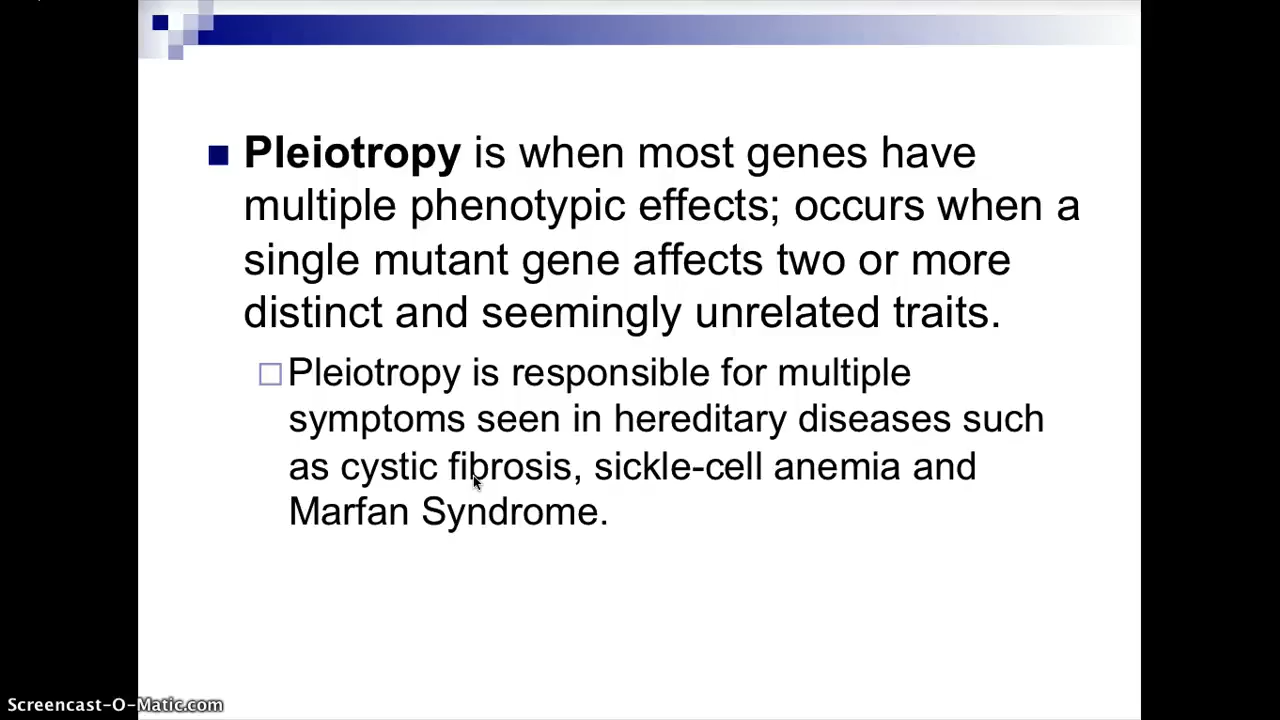 Pleiotropy is when most genes have
multiple phenotypic effects; occurs when a
single mutant gene affects two or more
distinct and seemingly unrelated traits.
Pleiotropy is responsible for multiple
symptoms seen in hereditary diseases such
as cystic fibrosis, sickle-cell anemia and
Marfan Syndrome.
Screencast-O-Matic.com